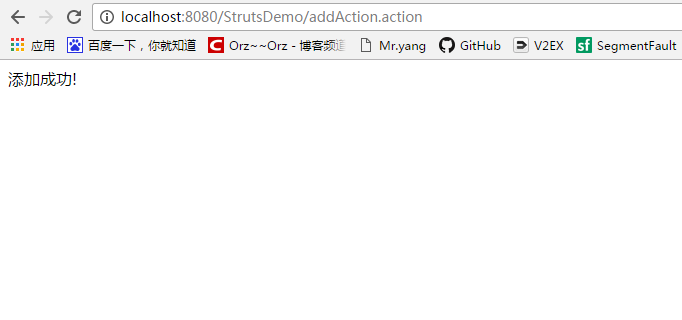 localhost:8080/StrutsDemo/addAction.action
应用 百度一下，你就知道 Orz~~Orz - 博客频道 Mr.yang GitHub V2EX SegmentFault
添加成功!